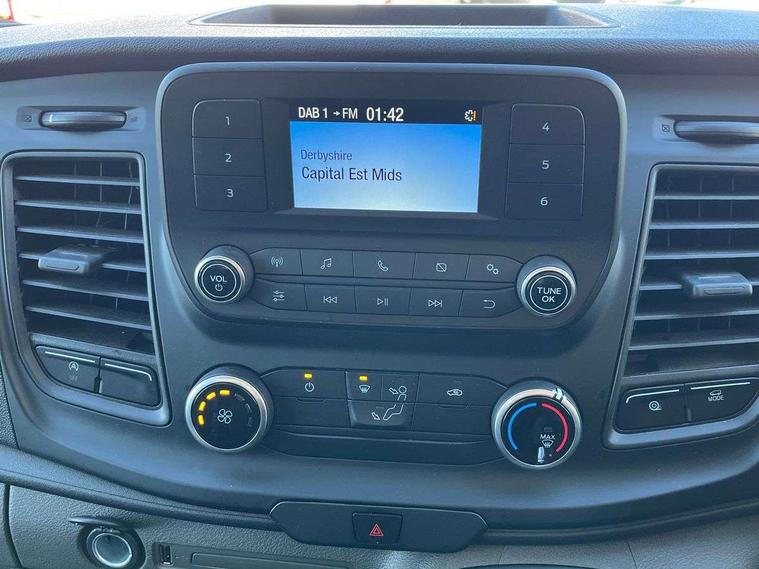 DAB 1 → FM 01:42
Derbyshire
Capital Est Mids
1
2
3
4
5
6
VOL
TUNE
OK
A
OFF
MAX
MODE